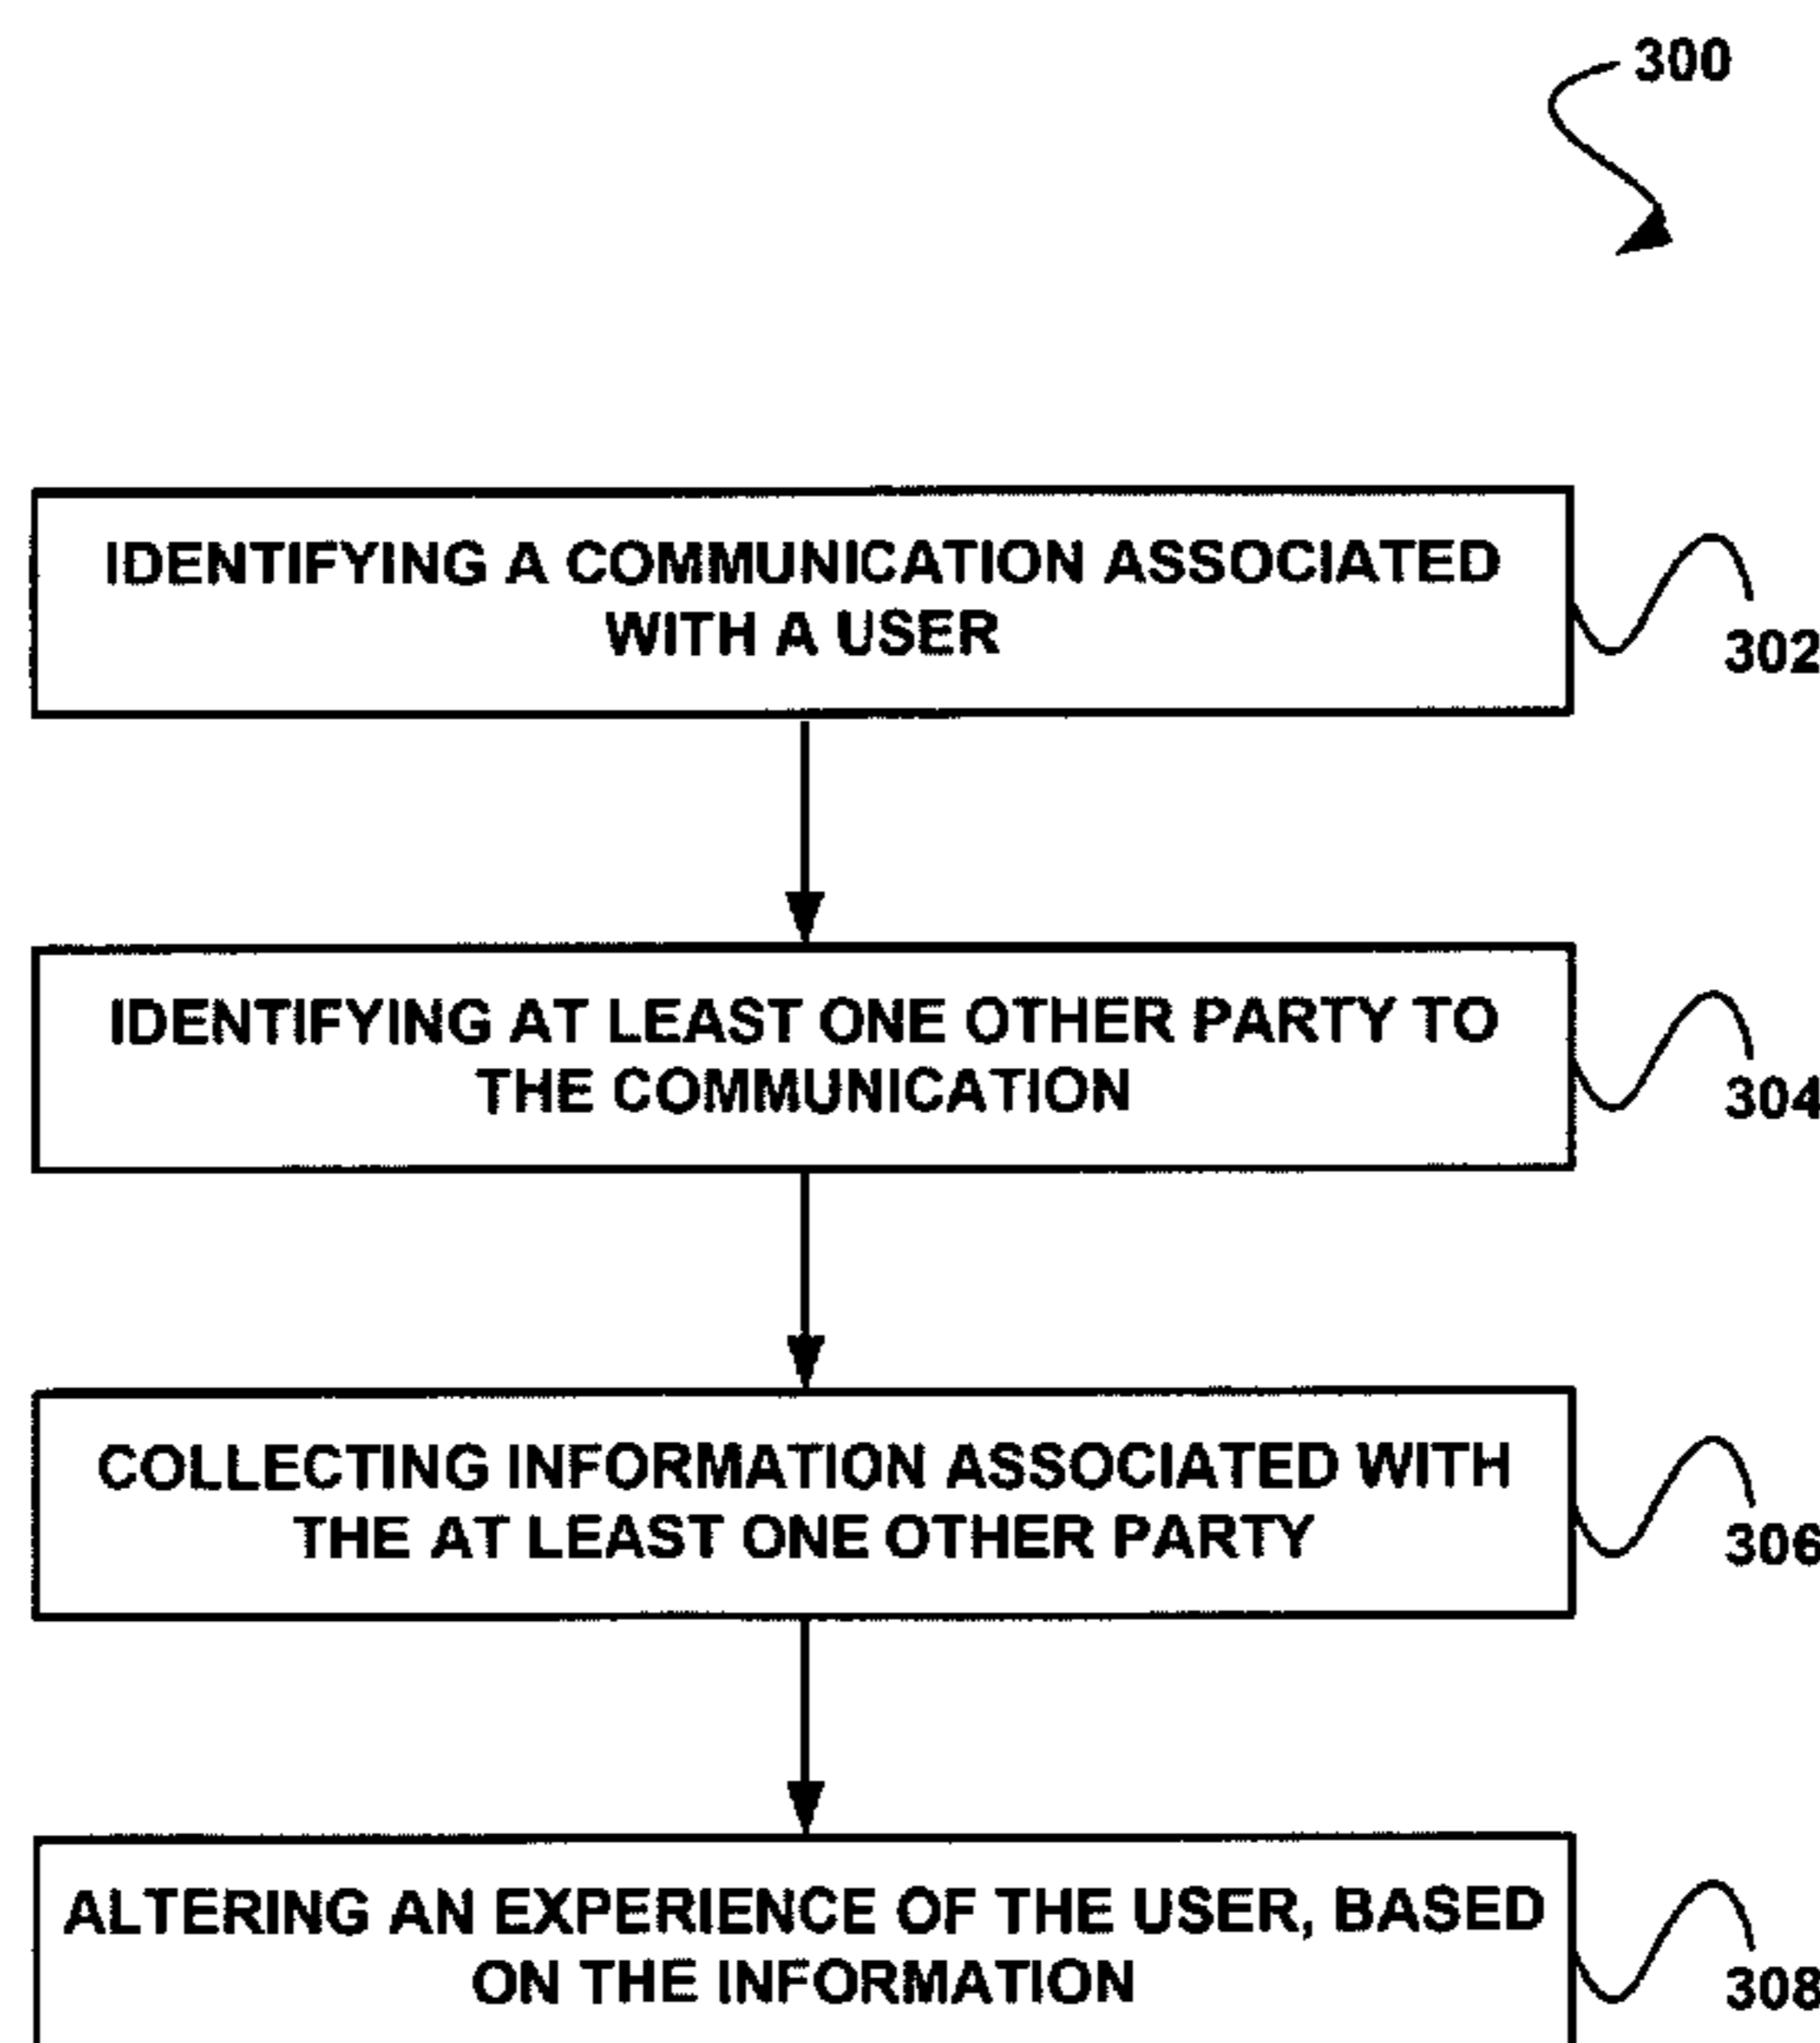 300
IDENTIFYING A COMMUNICATION ASSOCIATED
WITH A USER
302
IDENTIFYING AT LEAST ONE OTHER PARTY TO
THE COMMUNICATION
304
COLLECTING INFORMATION ASSOCIATED WITH
THE AT LEAST ONE OTHER PARTY
306
ALTERING AN EXPERIENCE OF THE USER, BASED
ON THE INFORMATION
308